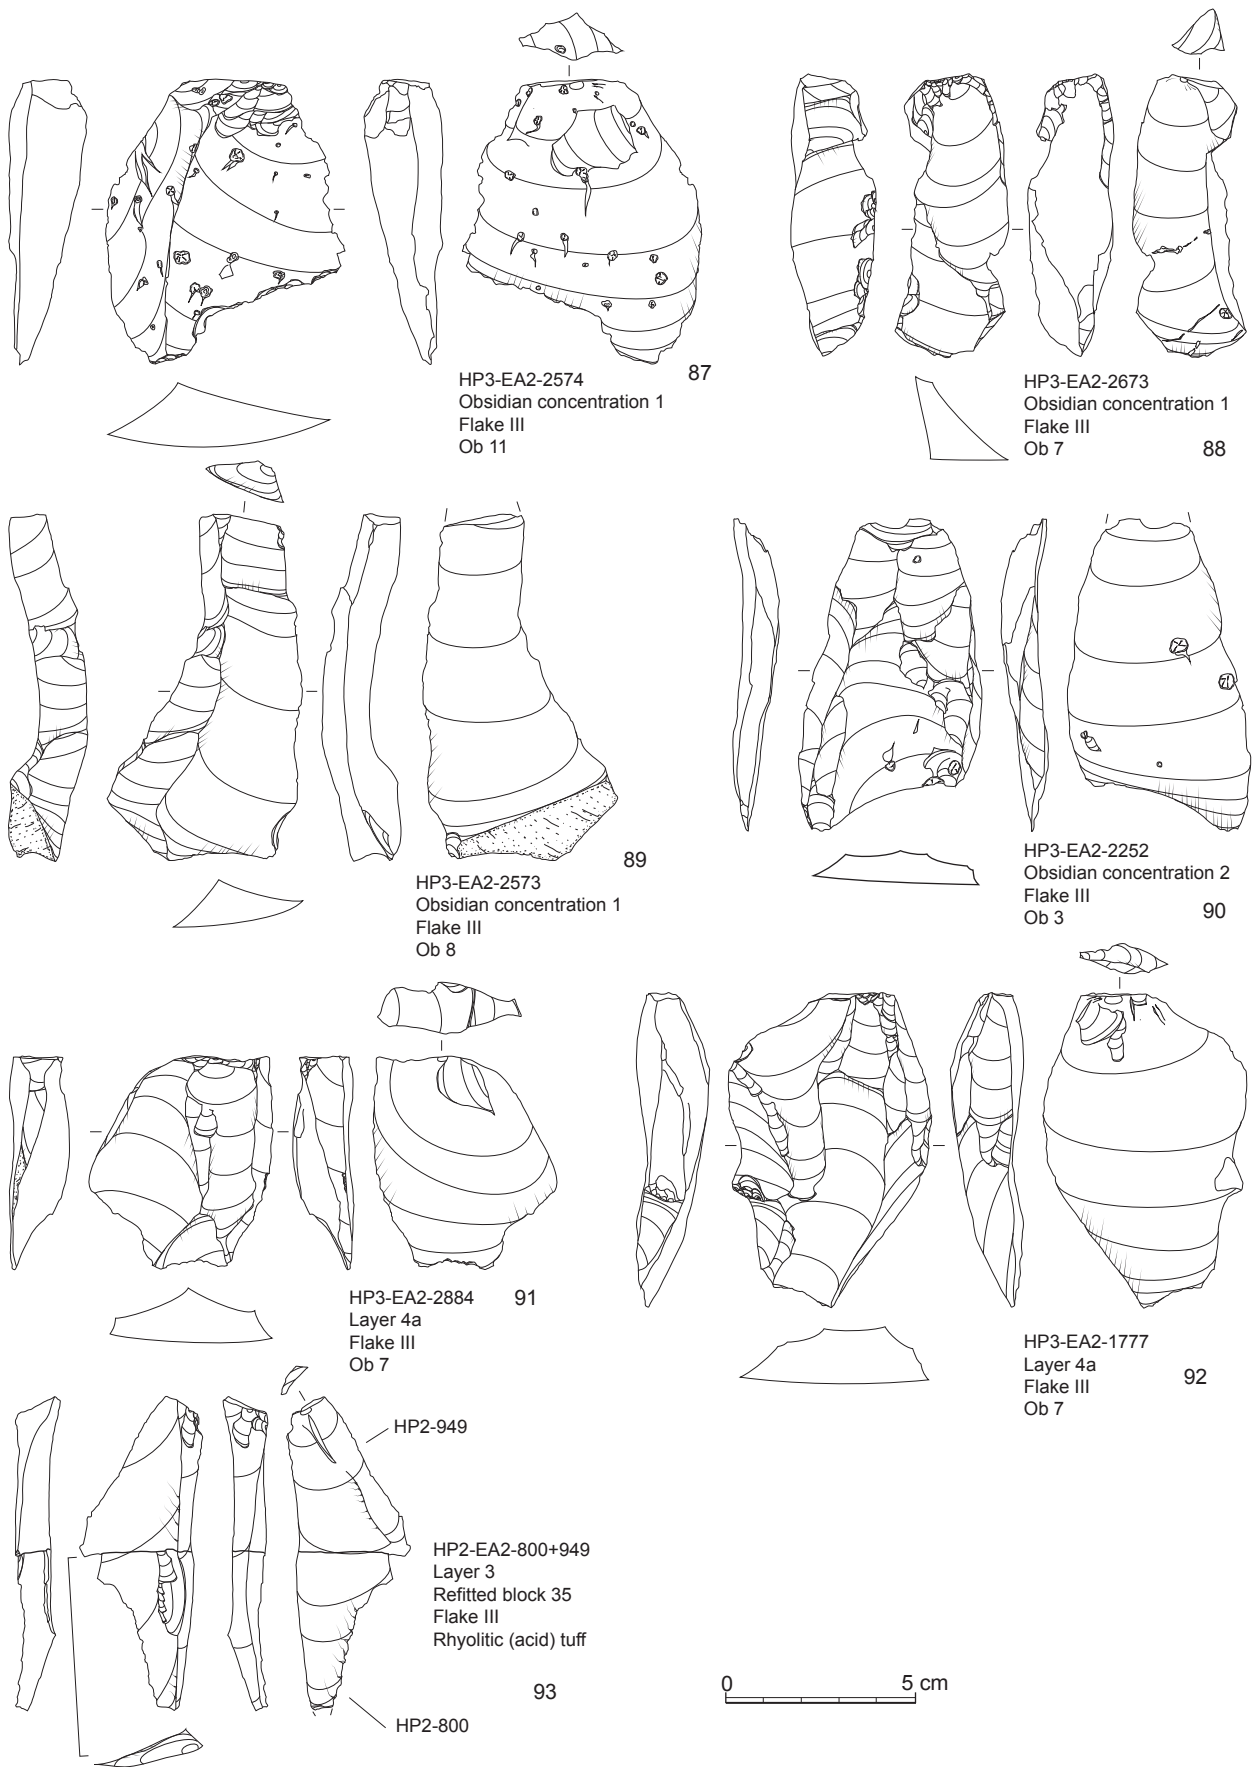 HP3-EA2-2574
Obsidian concentration 1
Flake III
Ob 11
87
HP3-EA2-2673
Obsidian concentration 1
Flake III
Ob 7
88
HP3-EA2-2573
Obsidian concentration 1
Flake III
Ob 8
89
HP3-EA2-2252
Obsidian concentration 2
Flake III
Ob 3
90
HP3-EA2-2884
Layer 4a
Flake III
Ob 7
91
HP3-EA2-1777
Layer 4a
Flake III
Ob 7
92
HP2-949
HP2-EA2-800+949
Layer 3
Refitted block 35
Flake III
Rhyolitic (acid) tuff
93
HP2-800
0 5 cm